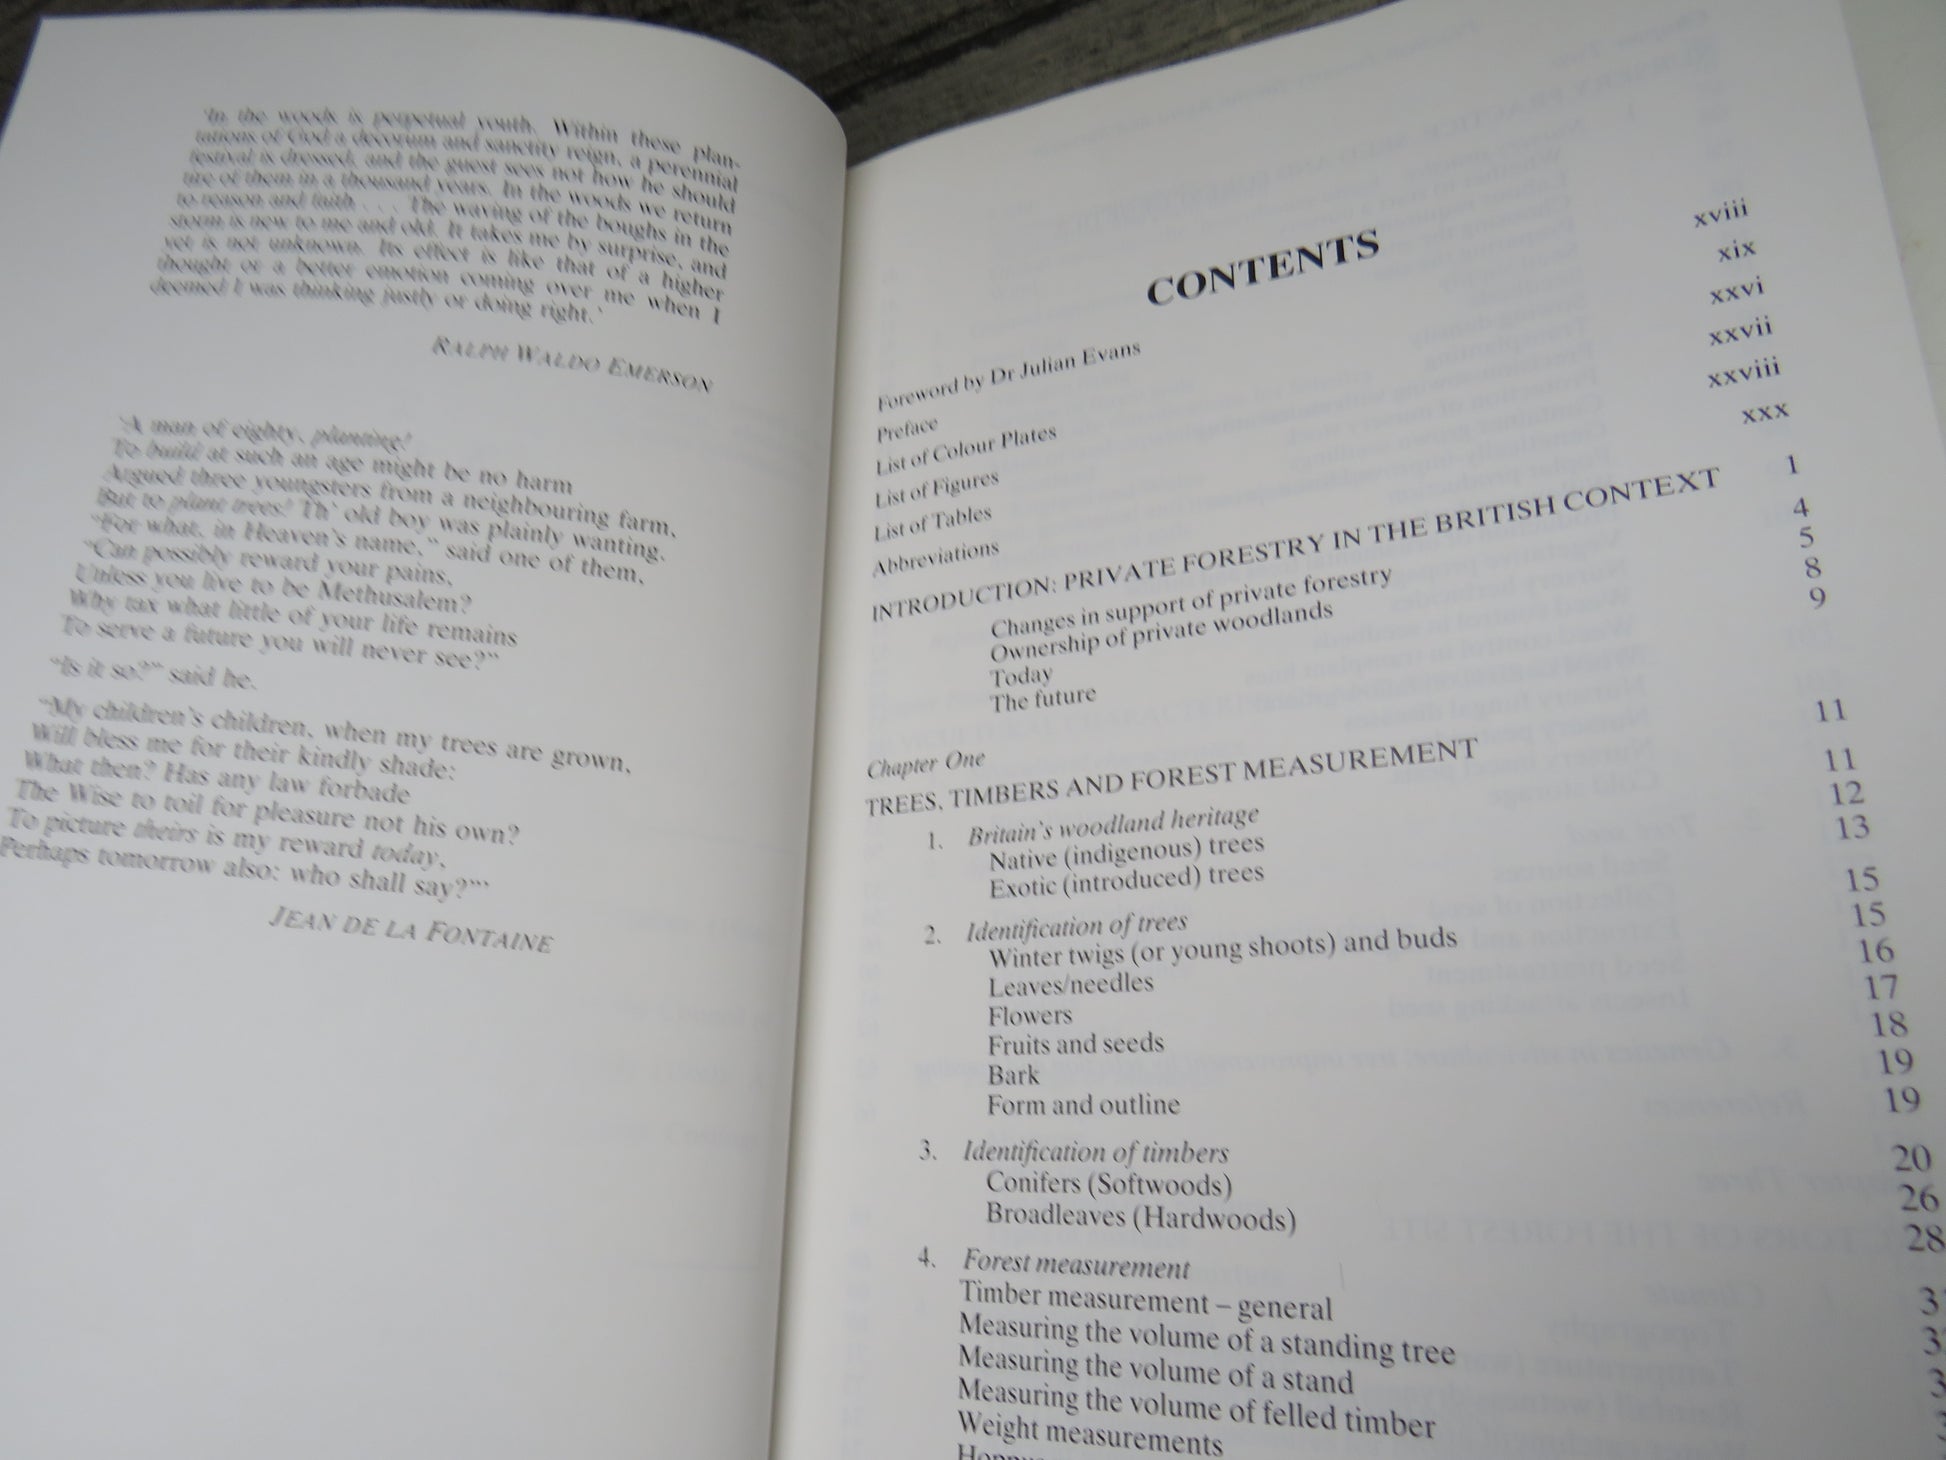 'In the woods is perpetual youth. Within these plan-
tations of God a decorum and sanctity reign, a perennial
festival is dressed, and the guest sees not how he should
tire of them in a thousand years. In the woods we return
to reason and faith . . . The waving of the boughs in the
storm is new to me and old. It takes me by surprise, and
yet is not unknown. Its effect is like that of a higher
thought or a better emotion coming over me when I
deemed I was thinking justly or doing right.'
RALPH WALDO EMERSON
'A man of eighty, planting!
To build at such an age might be no harm
Argued three youngsters from a neighbouring farm,
But to plant trees! Th' old boy was plainly wanting.
"For what, in Heaven's name," said one of them,
"Can possibly reward your pains,
Unless you live to be Methusalem?
Why tax what little of your life remains
To serve a future you will never see?"
"Is it so?" said he.
"My children's children, when my trees are grown,
Will bless me for their kindly shade:
What then? Has any law forbade
The Wise to toil for pleasure not his own?
To picture theirs is my reward today,
Perhaps tomorrow also: who shall say?"'
JEAN DE LA FONTAINE
CONTENTS
Foreword by Dr Julian Evans xviii
Preface xix
List of Colour Plates xxvi
List of Figures xxvii
List of Tables xxviii
Abbreviations xxx
INTRODUCTION: PRIVATE FORESTRY IN THE BRITISH CONTEXT 1
Changes in support of private forestry 4
Ownership of private woodlands 5
Today 8
The future 9
Chapter One
TREES, TIMBERS AND FOREST MEASUREMENT 11
1. Britain's woodland heritage 11
Native (indigenous) trees 12
Exotic (introduced) trees 13
2. Identification of trees 15
Winter twigs (or young shoots) and buds 15
Leaves/needles 16
Flowers 17
Fruits and seeds 18
Bark 19
Form and outline 19
3. Identification of timbers 20
Conifers (Softwoods) 26
Broadleaves (Hardwoods) 28
4. Forest measurement
Timber measurement – general
Measuring the volume of a standing tree
Measuring the volume of a stand
Measuring the volume of felled timber
Weight measurements